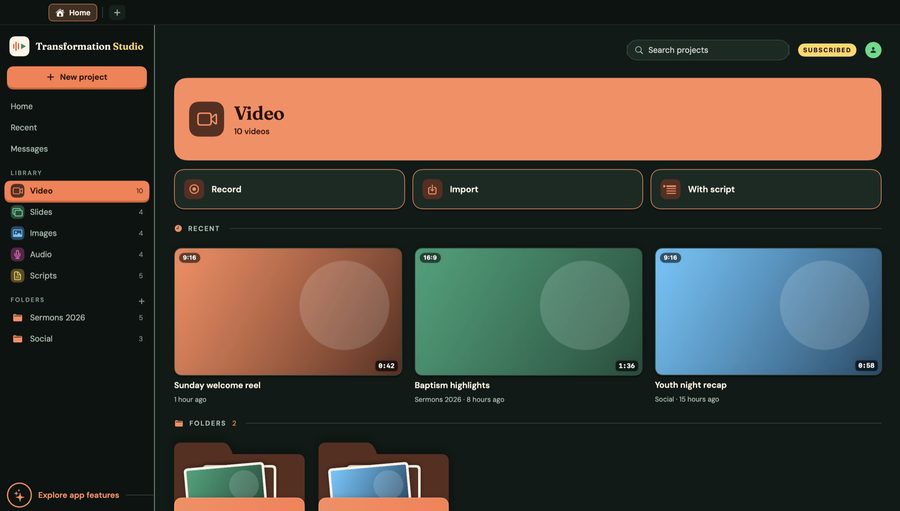 Home
+
Transformation Studio
+ New project
Home
Recent
Messages
LIBRARY
Video 10
Slides 4
Images 4
Audio 4
Scripts 5
FOLDERS +
Sermons 2026 5
Social 3
Explore app features
Search projects
SUBSCRIBED
Video
10 videos
Record
Import
With script
RECENT
9:16
0:42
Sunday welcome reel
1 hour ago
16:9
1:36
Baptism highlights
Sermons 2026 · 8 hours ago
9:16
0:58
Youth night recap
Social · 15 hours ago
FOLDERS 2